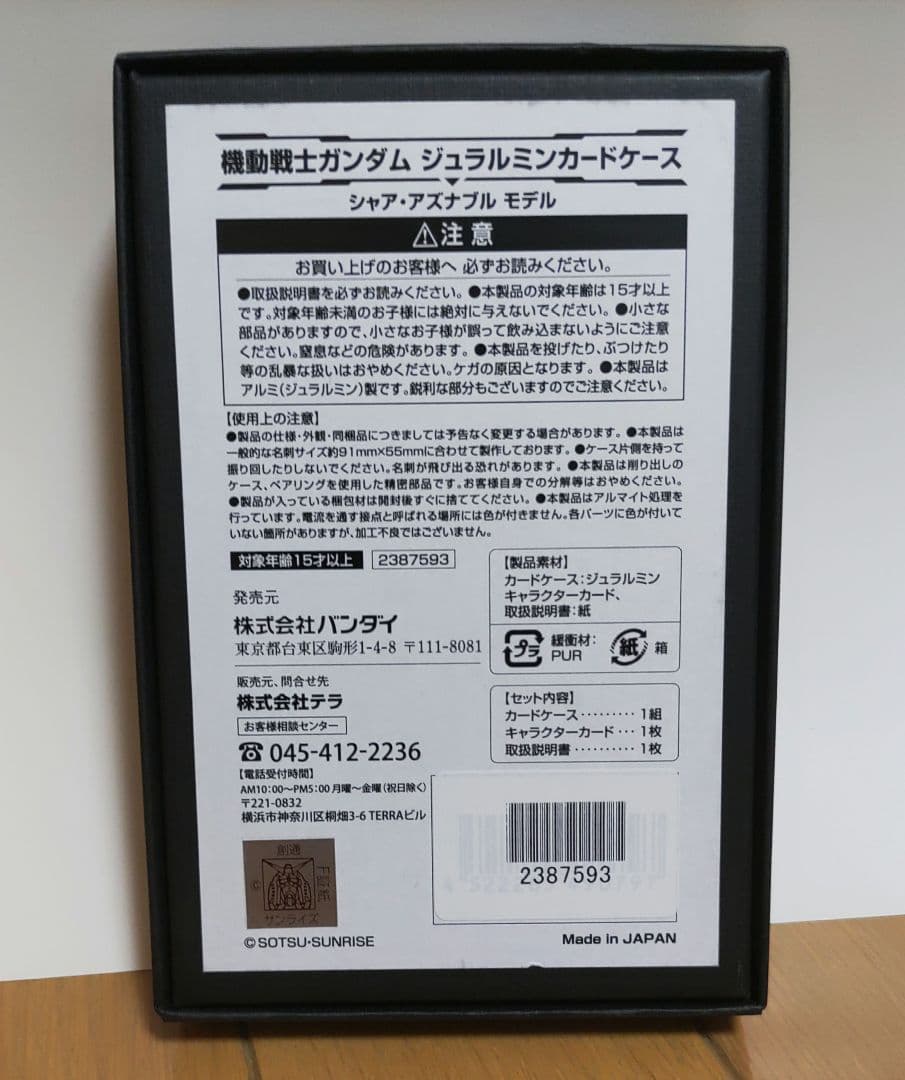 機動戦士ガンダム ジュラルミンカードケース
シャア・アズナブル モデル
⚠注意
お買い上げのお客様へ 必ずお読みください。
●取扱説明書を必ずお読みください。●本製品の対象年齢は15才以上
です。対象年齢未満のお子様には絶対に与えないでください。●小さな
部品がありますので、小さなお子様が誤って飲み込まないようにご注意
ください。窒息などの危険があります。●本製品を投げたり、ぶつけたり
等の乱暴な扱いはおやめください。ケガの原因となります。●本製品は
アルミ(ジュラルミン)製です。鋭利な部分もございますのでご注意ください。
【使用上の注意】
●製品の仕様・外観・同梱品につきましては予告なく変更する場合があります。●本製品は
一般的な名刺サイズ約91mm×55mmに合わせて製作しております。●ケース片側を持って
振り回したりしないでください。名刺が飛び出る恐れがあります。●本製品は削り出しの
ケース、ベアリングを使用した精密部品です。お客様自身での分解等はおやめください。
●製品が入っている梱包材は開封後すぐに捨ててください。●本製品はアルマイト処理を
行っています。電流を通す接点と呼ばれる場所には色が付きません。各パーツに色が付いて
いない箇所がありますが、加工不良ではございません。
対象年齢15才以上 2387593
発売元
株式会社バンダイ
東京都台東区駒形1-4-8 〒111-8081
販売元、問合せ先
株式会社テラ
お客様相談センター
☎045-412-2236
【電話受付時間】
AM10:00〜PM5:00 月曜〜金曜(祝日除く)
〒221-0832
横浜市神奈川区桐畑3-6 TERRAビル
【製品素材】
カードケース:ジュラルミン
キャラクターカード、
取扱説明書:紙
プラ 緩衝材: PUR 紙 箱
【セット内容】
カードケース‥‥‥‥1組
キャラクターカード…1枚
取扱説明書‥‥‥‥‥1枚
2387593
創通
サンライズ
©
©SOTSU・SUNRISE
Made in JAPAN